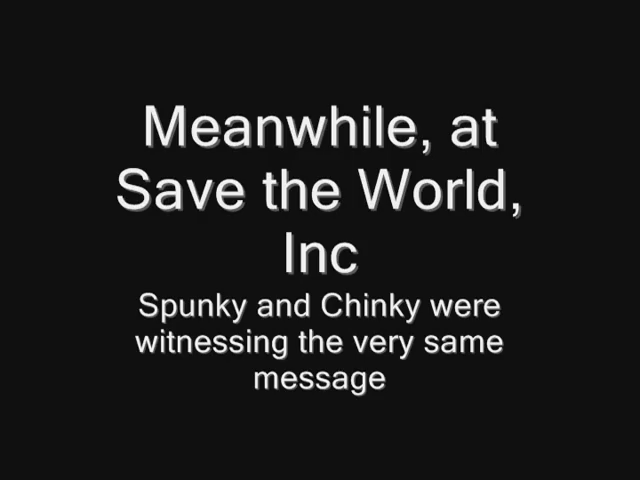 Meanwhile, at
Save the World,
Inc
Spunky and Chinky were
witnessing the very same
message